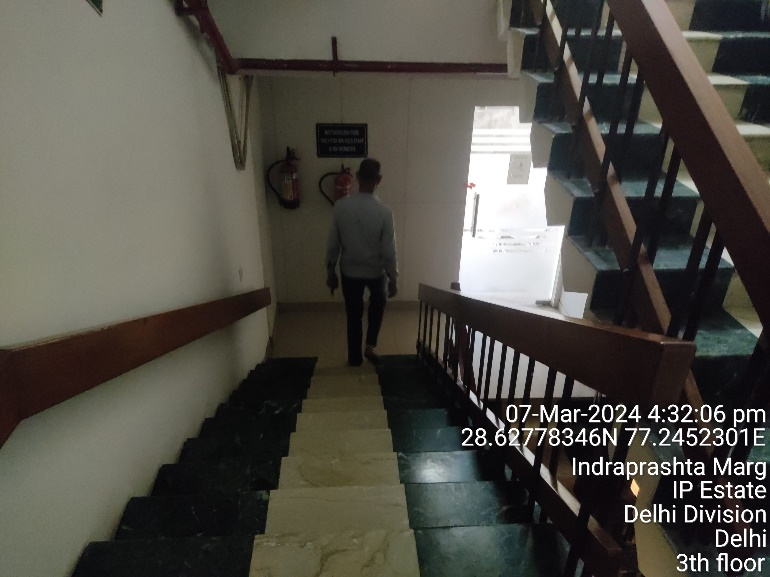 07-Mar-2024 4:32:06 pm
28.62778346N 77.2452301E
Indraprashta Marg
IP Estate
Delhi Division
Delhi
3th floor